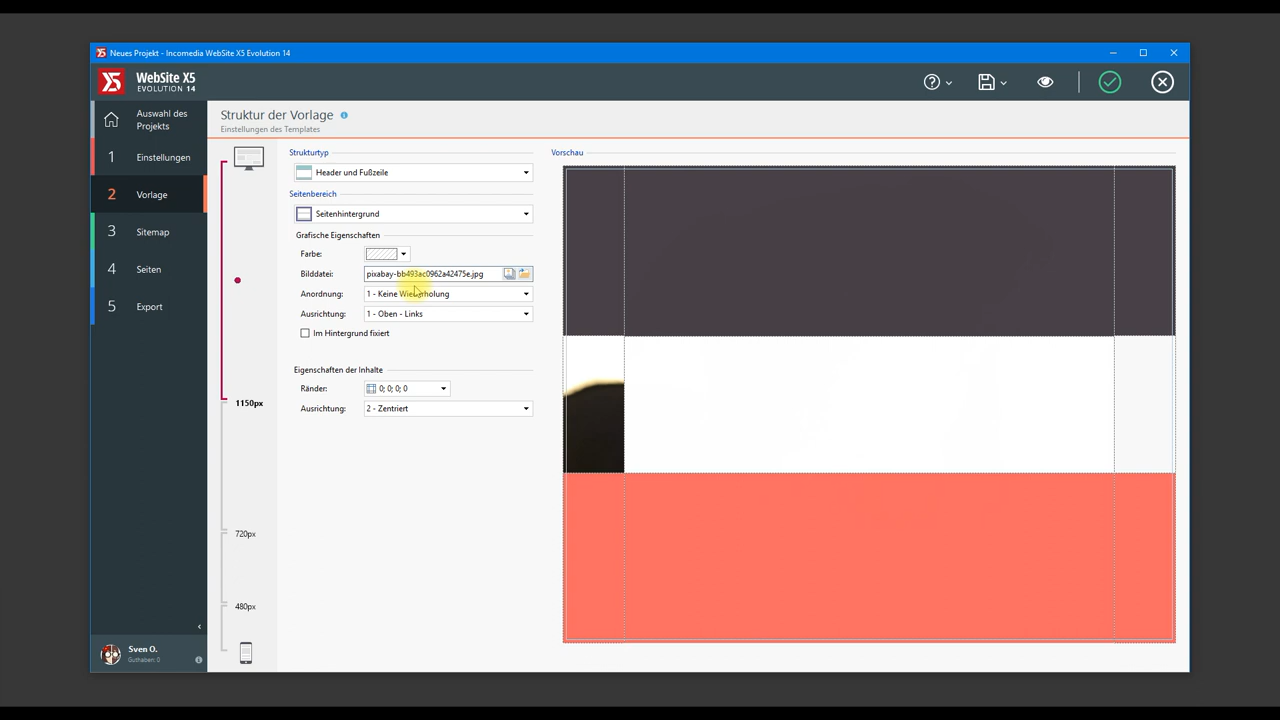 Neues Projekt - Incomedia WebSite X5 Evolution 14
WebSite X5
EVOLUTION 14
Auswahl des
Projekts
1 Einstellungen
2 Vorlage
3 Sitemap
4 Seiten
5 Export
Sven O.
Guthaben: 0
Struktur der Vorlage
Einstellungen des Templates
1150px
720px
480px
Strukturtyp
Header und Fußzeile
Seitenbereich
Seitenhintergrund
Grafische Eigenschaften
Farbe:
Bilddatei: pixabay-bb493ac0962a42475e.jpg
Anordnung: 1 - Keine Wiederholung
Ausrichtung: 1 - Oben - Links
Im Hintergrund fixiert
Eigenschaften der Inhalte
Ränder: 0; 0; 0; 0
Ausrichtung: 2 - Zentriert
Vorschau